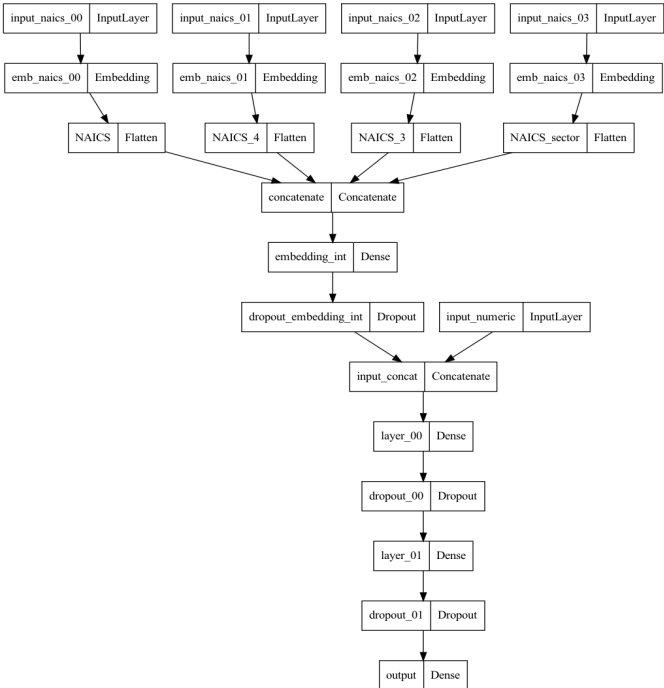 input_naics_00 InputLayer input_naics_01 InputLayer input_naics_02 InputLayer input_naics_03 InputLayer
emb_naics_00 Embedding emb_naics_01 Embedding emb_naics_02 Embedding emb_naics_03 Embedding
NAICS Flatten NAICS_4 Flatten NAICS_3 Flatten NAICS_sector Flatten
concatenate Concatenate
embedding_int Dense
dropout_embedding_int Dropout input_numeric InputLayer
input_concat Concatenate
layer_00 Dense
dropout_00 Dropout
layer_01 Dense
dropout_01 Dropout
output Dense